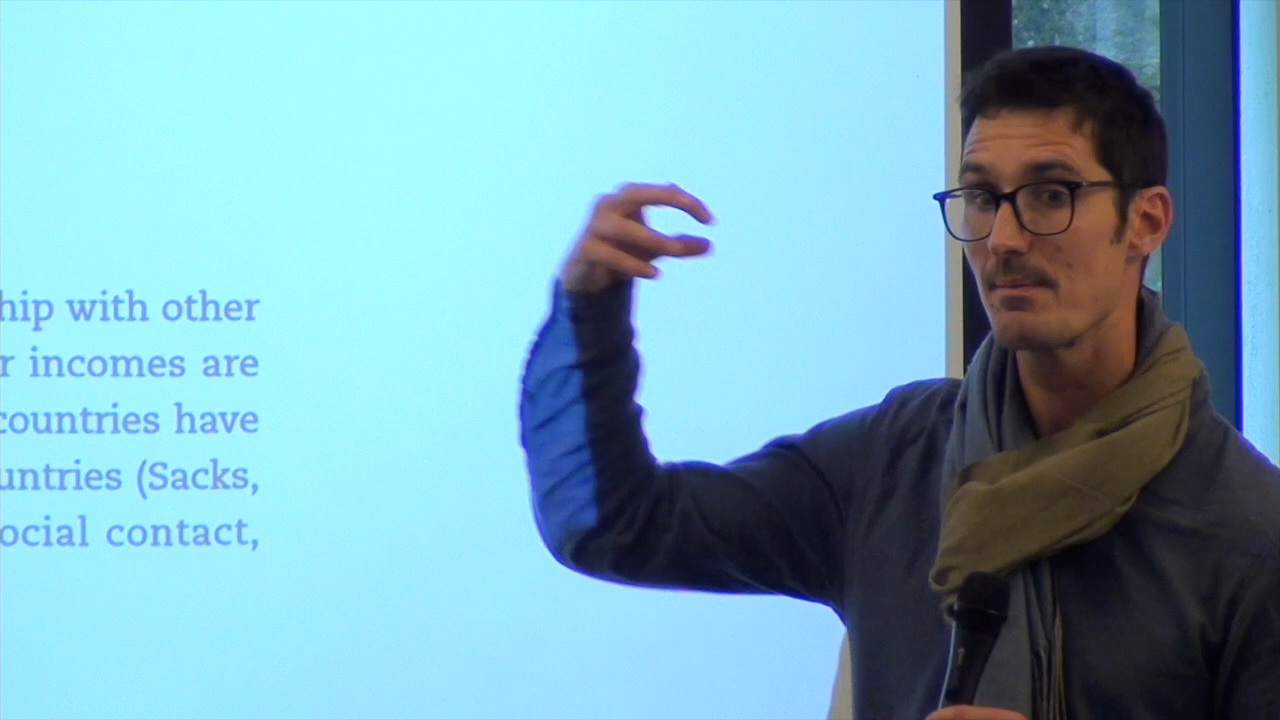 hip with other
r incomes are
countries have
untries (Sacks,
ocial contact,